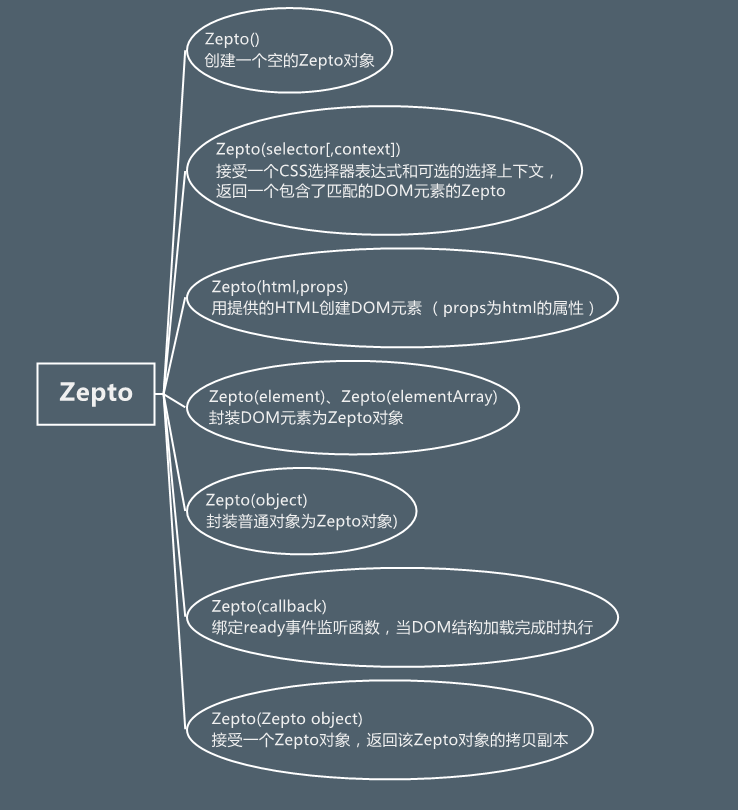 Zepto()
创建一个空的Zepto对象
Zepto(selector[,context])
接受一个CSS选择器表达式和可选的选择上下文，
返回一个包含了匹配的DOM元素的Zepto
Zepto(html,props)
用提供的HTML创建DOM元素（props为html的属性）
Zepto
Zepto(element)、Zepto(elementArray)
封装DOM元素为Zepto对象
Zepto(object)
封装普通对象为Zepto对象)
Zepto(callback)
绑定ready事件监听函数，当DOM结构加载完成时执行
Zepto(Zepto object)
接受一个Zepto对象，返回该Zepto对象的拷贝副本